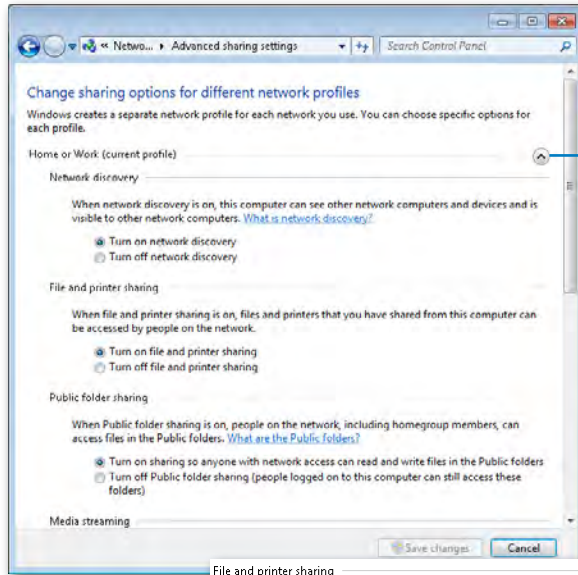 « Netwo... ▸ Advanced sharing settings
Search Control Panel
Change sharing options for different network profiles
Windows creates a separate network profile for each network you use. You can choose specific options for
each profile.
Home or Work (current profile)
Network discovery
When network discovery is on, this computer can see other network computers and devices and is
visible to other network computers. What is network discovery?
Turn on network discovery
Turn off network discovery
File and printer sharing
When file and printer sharing is on, files and printers that you have shared from this computer can
be accessed by people on the network.
Turn on file and printer sharing
Turn off file and printer sharing
Public folder sharing
When Public folder sharing is on, people on the network, including homegroup members, can
access files in the Public folders. What are the Public folders?
Turn on sharing so anyone with network access can read and write files in the Public folders
Turn off Public folder sharing (people logged on to this computer can still access these
folders)
Media streaming
Save changes
Cancel
File and printer sharing